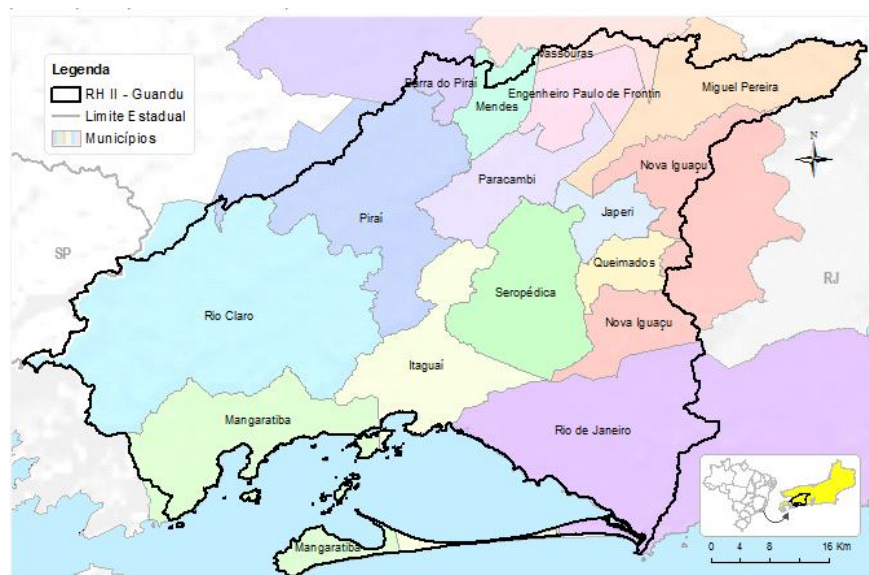 Legenda
RH II - Guandu
Limite Estadual
Municípios
Vassouras
Barra do Piraí
Mendes
Engenheiro Paulo de Frontin
Miguel Pereira
Nova Iguaçu
N
Paracambi
Japeri
Piraí
SP
Queimados
RJ
Seropédica
Rio Claro
Nova Iguaçu
Itaguaí
Mangaratiba
Rio de Janeiro
Mangaratiba
0 4 8 16 Km